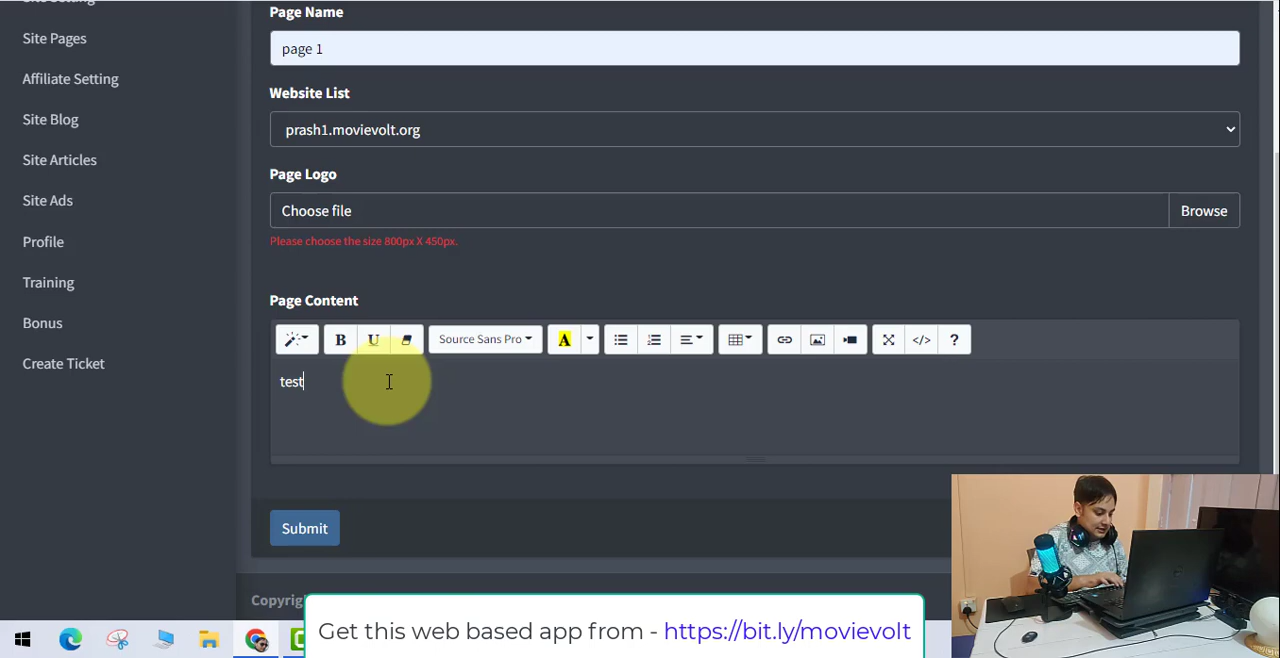 Site Pages
Affiliate Setting
Site Blog
Site Articles
Site Ads
Profile
Training
Bonus
Create Ticket
Page Name
page 1
Website List
prash1.movievolt.org
Page Logo
Choose file
Browse
Please choose the size 800px X 450px.
Page Content
B U Source Sans Pro A </> ?
test
Submit
Get this web based app from - https://bit.ly/movievolt